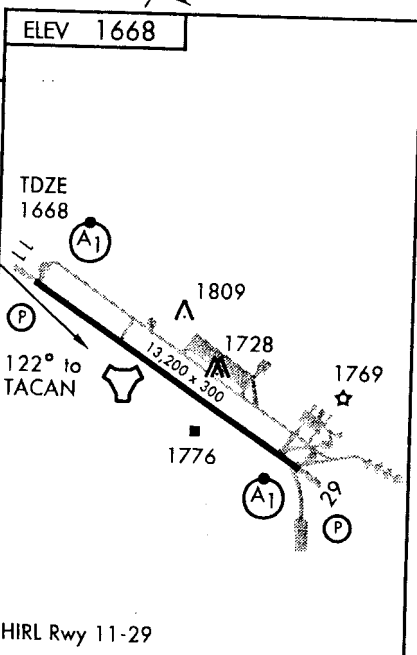 ELEV 1668
TDZE
1668
A1
1809
P
122° to
TACAN
13,200 x 300
1728
1769
1776
A1
29
P
HIRL Rwy 11-29